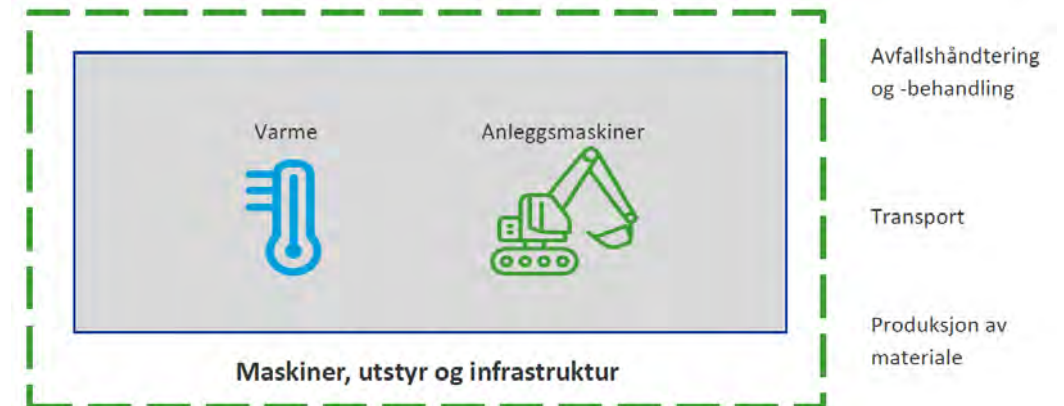 Varme
Anleggsmaskiner
Maskiner, utstyr og infrastruktur
Avfallshåndtering
og -behandling
Transport
Produksjon av
materiale